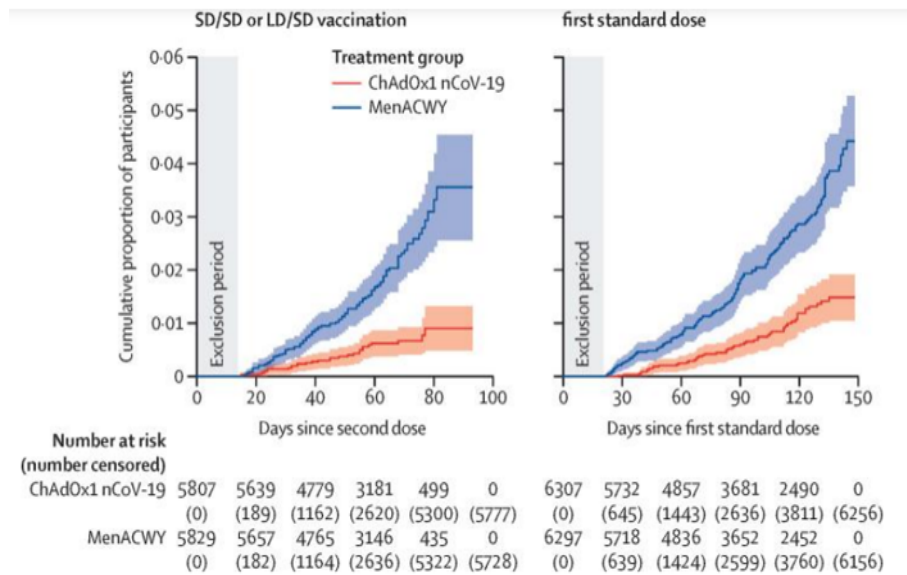 SD/SD or LD/SD vaccination
first standard dose
Treatment group
ChAdOx1 nCoV-19
MenACWY
Cumulative proportion of participants
0·06
0·05
0·04
0·03
0·02
0·01
0
Exclusion period
0 20 40 60 80 100
Days since second dose
Exclusion period
0 30 60 90 120 150
Days since first standard dose
Number at risk
(number censored)
ChAdOx1 nCoV-19 5807 5639 4779 3181 499 0 6307 5732 4857 3681 2490 0
(0) (189) (1162) (2620) (5300) (5777) (0) (645) (1443) (2636) (3811) (6256)
MenACWY 5829 5657 4765 3146 435 0 6297 5718 4836 3652 2452 0
(0) (182) (1164) (2636) (5322) (5728) (0) (639) (1424) (2599) (3760) (6156)